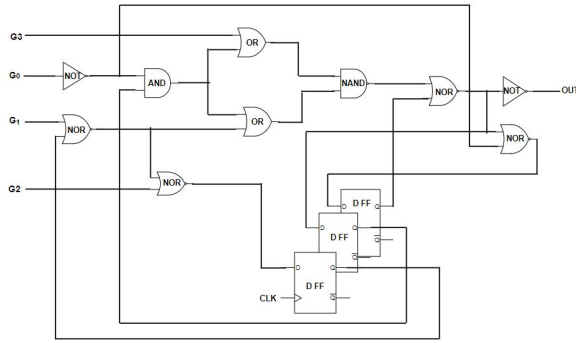 G3
OR
G0
NOT
AND
NAND
NOR
NOT
OUT
G1
NOR
OR
NOR
G2
NOR
D
Q
D FF
Q
D
Q
D FF
Q
D
Q
D FF
CLK
Q